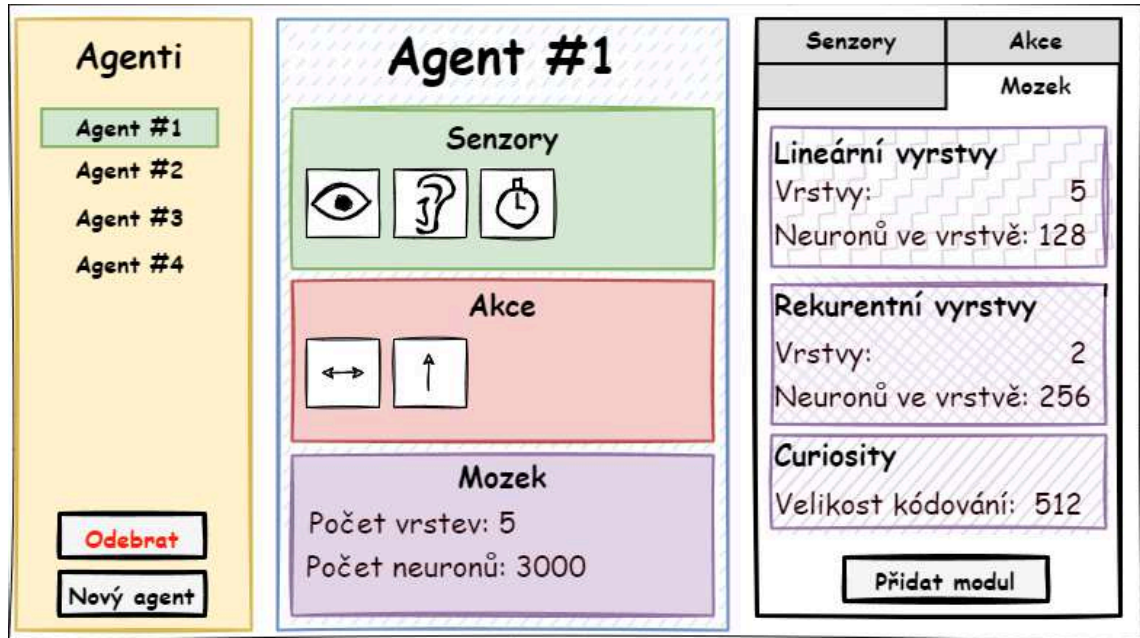 Agenti
Agent #1
Agent #2
Agent #3
Agent #4
Odebrat
Nový agent
Agent #1
Senzory
Akce
Mozek
Počet vrstev: 5
Počet neuronů: 3000
Senzory Akce
Mozek
Lineární vyrstvy
Vrstvy: 5
Neuronů ve vrstvě: 128
Rekurentní vyrstvy
Vrstvy: 2
Neuronů ve vrstvě: 256
Curiosity
Velikost kódování: 512
Přidat modul